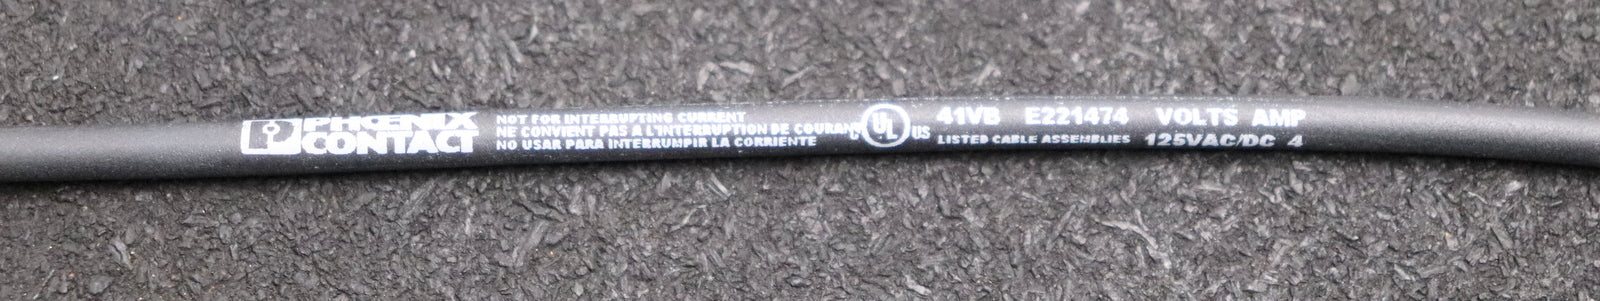 PHOENIX
CONTACT
NOT FOR INTERRUPTING CURRENT
NE CONVIENT PAS A L'INTERRUPTION DE COURANT
NO USAR PARA INTERRUMPIR LA CORRIENTE
C UL US
41VB E221474
LISTED CABLE ASSEMBLIES
VOLTS AMP
125VAC/DC 4